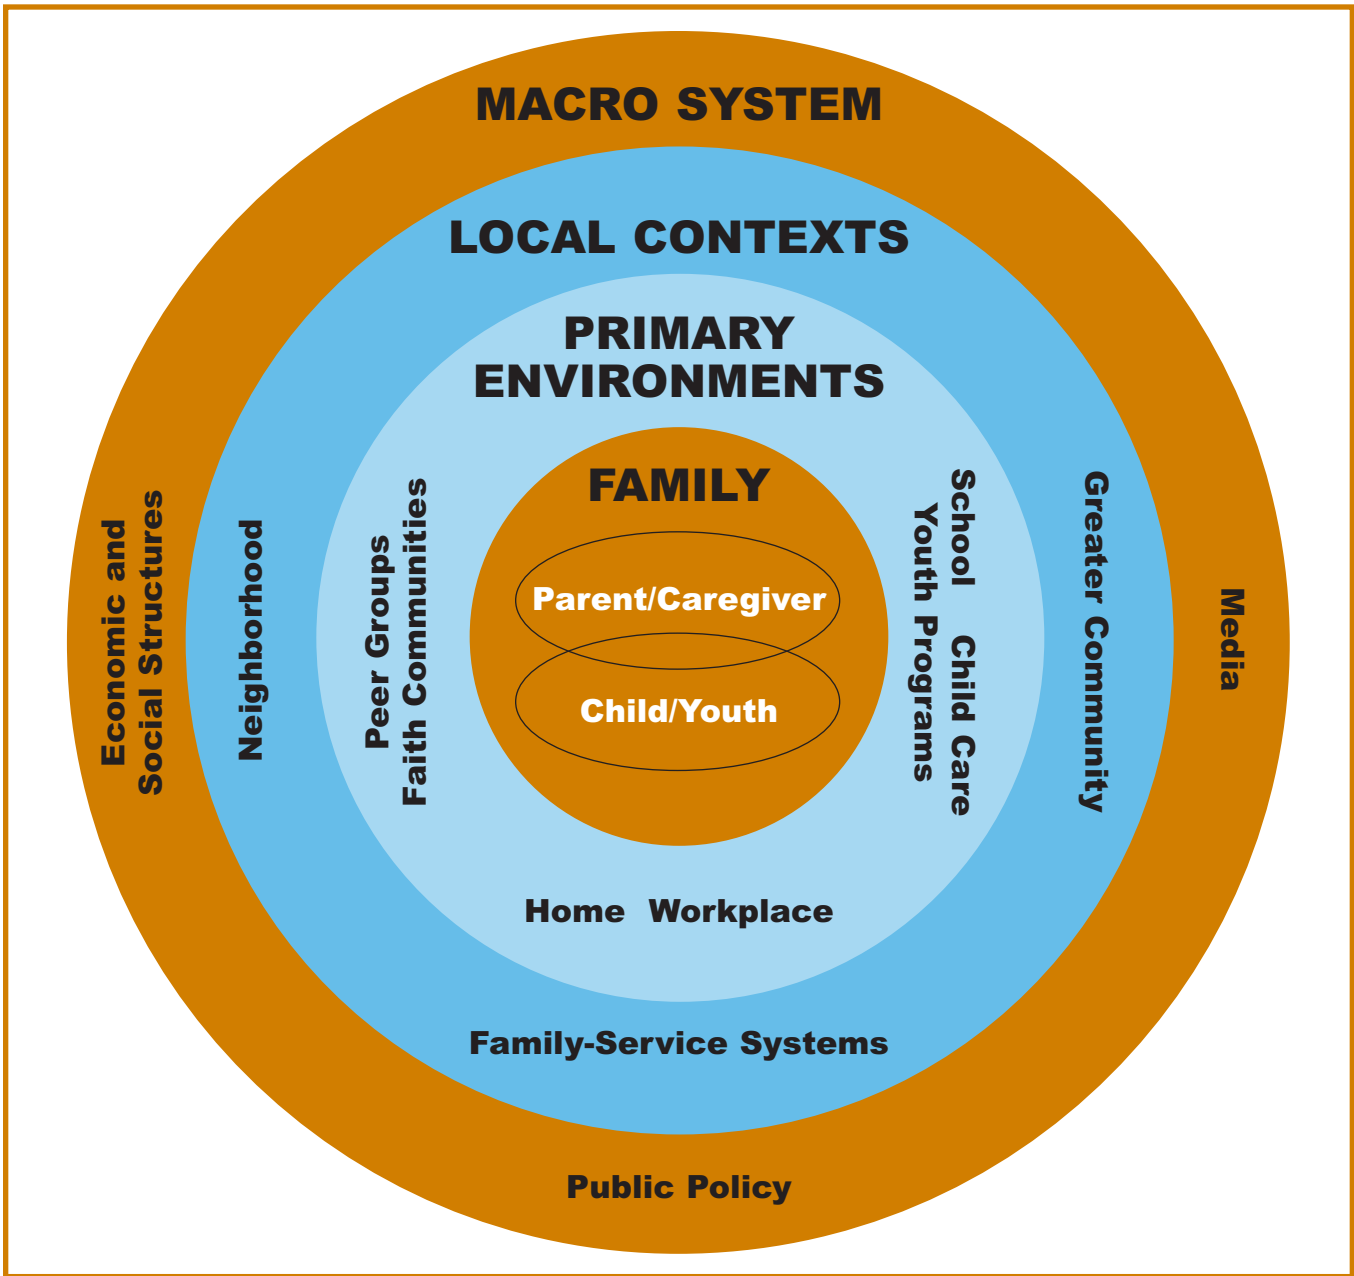 MACRO SYSTEM
LOCAL CONTEXTS
PRIMARY
ENVIRONMENTS
FAMILY
Parent/Caregiver
Child/Youth
Economic and
Social Structures
Neighborhood
Peer Groups
Faith Communities
School Child Care
Youth Programs
Greater Community
Media
Home Workplace
Family-Service Systems
Public Policy